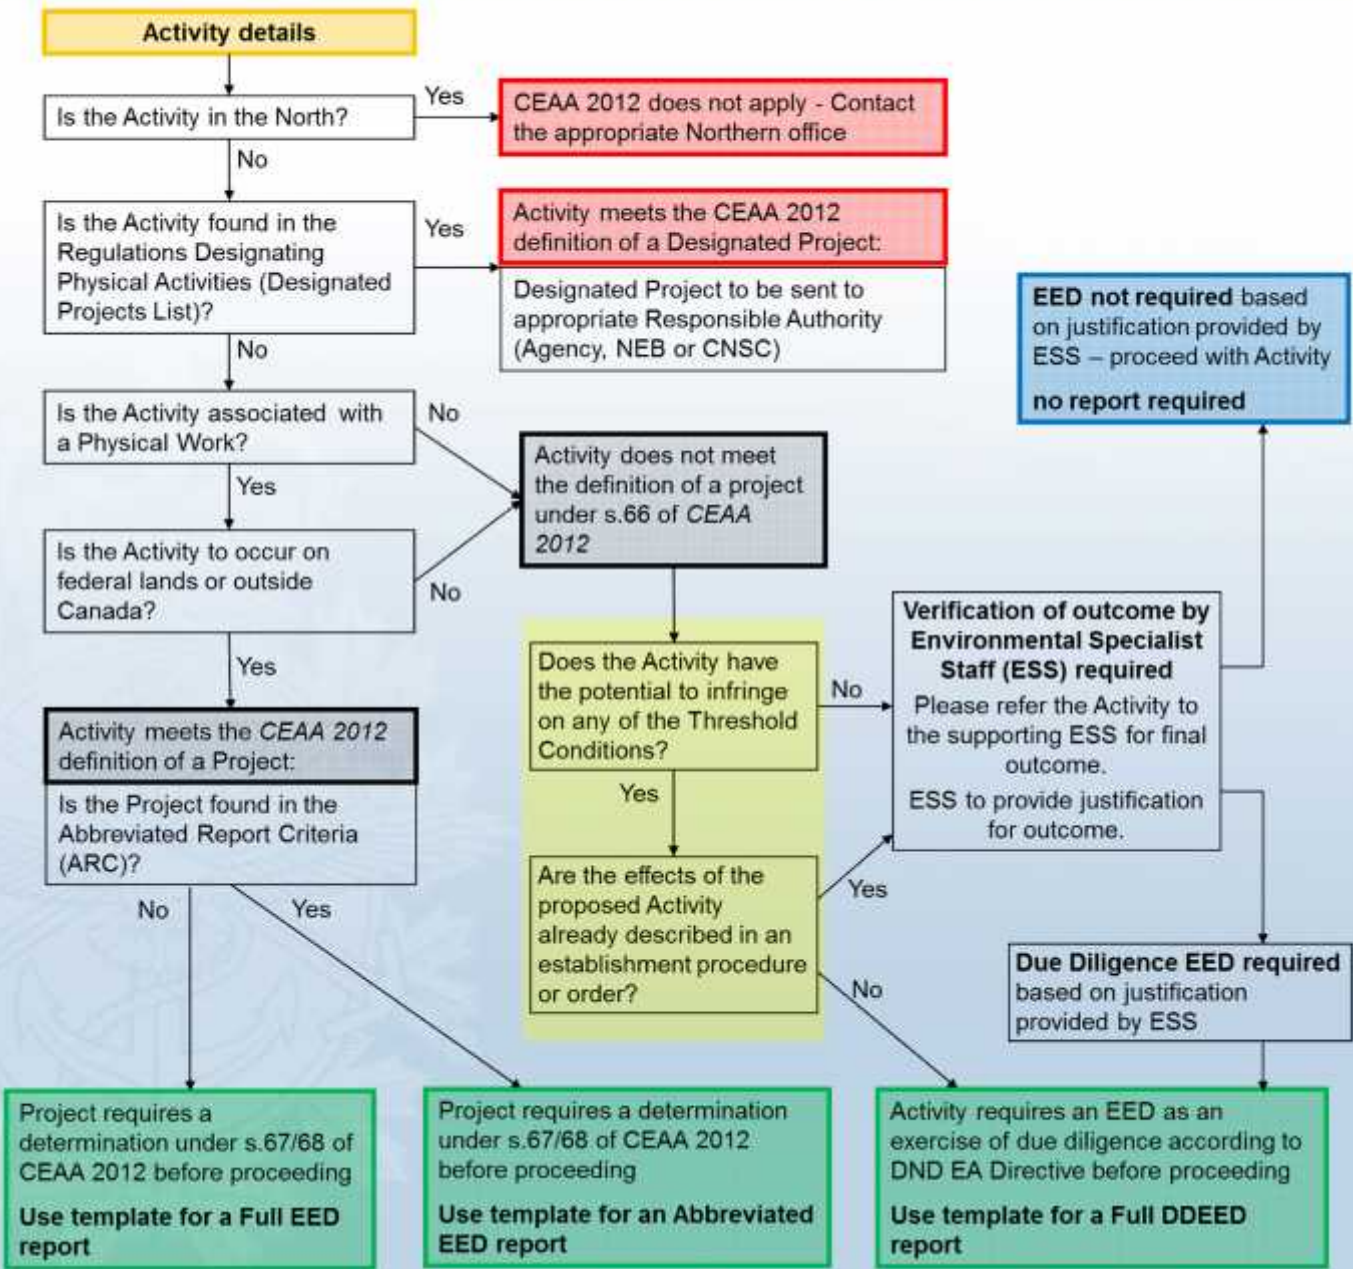 Activity details
Is the Activity in the North?
Yes
CEAA 2012 does not apply - Contact
the appropriate Northern office
No
Is the Activity found in the
Regulations Designating
Physical Activities (Designated
Projects List)?
Yes
Activity meets the CEAA 2012
definition of a Designated Project:
Designated Project to be sent to
appropriate Responsible Authority
(Agency, NEB or CNSC)
EED not required based
on justification provided by
ESS – proceed with Activity
no report required
No
Is the Activity associated with
a Physical Work?
No
Activity does not meet
the definition of a project
under s.66 of CEAA
2012
Yes
Is the Activity to occur on
federal lands or outside
Canada?
No
Yes
Does the Activity have
the potential to infringe
on any of the Threshold
Conditions?
No
Verification of outcome by
Environmental Specialist
Staff (ESS) required
Please refer the Activity to
the supporting ESS for final
outcome.
ESS to provide justification
for outcome.
Activity meets the CEAA 2012
definition of a Project:
Is the Project found in the
Abbreviated Report Criteria
(ARC)?
Yes
Are the effects of the
proposed Activity
already described in an
establishment procedure
or order?
Yes
No
No
Yes
Due Diligence EED required
based on justification
provided by ESS
Project requires a
determination under s.67/68 of
CEAA 2012 before proceeding
Use template for a Full EED
report
Project requires a determination
under s.67/68 of CEAA 2012
before proceeding
Use template for an Abbreviated
EED report
Activity requires an EED as an
exercise of due diligence according to
DND EA Directive before proceeding
Use template for a Full DDEED
report